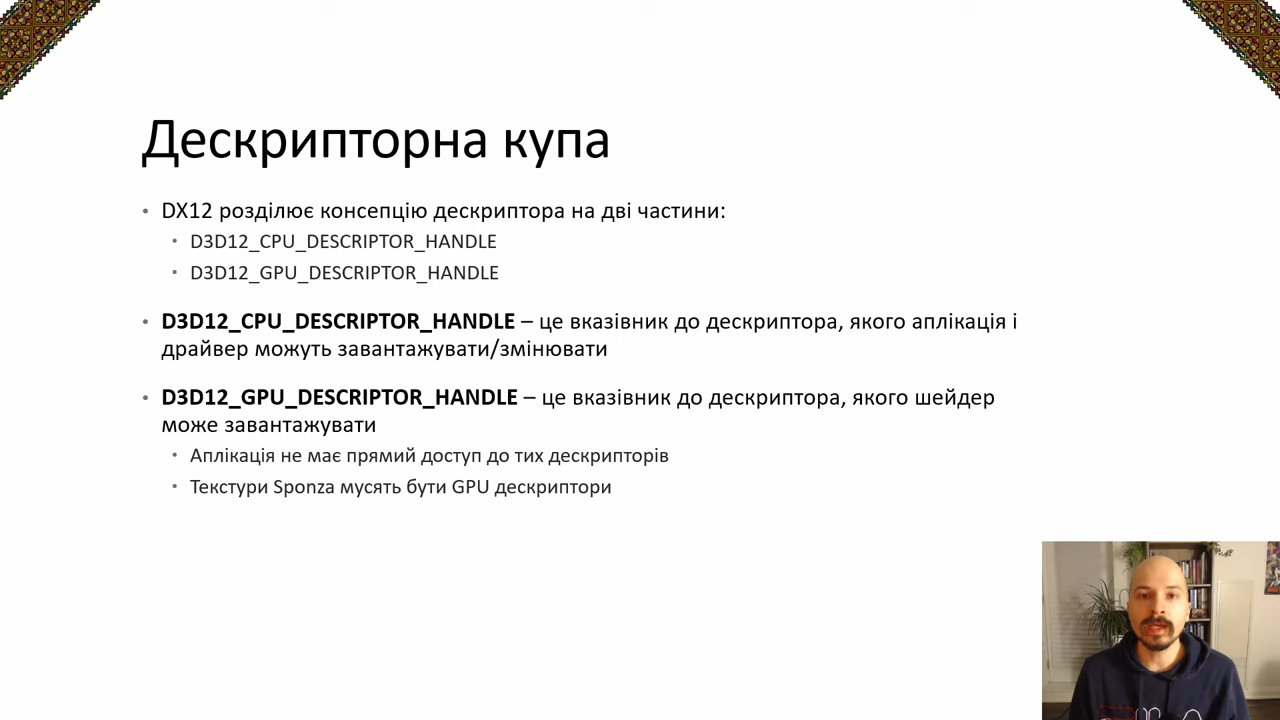 Дескрипторна купа
• DX12 розділює консепцію дескриптора на дві частини:
• D3D12_CPU_DESCRIPTOR_HANDLE
• D3D12_GPU_DESCRIPTOR_HANDLE
• D3D12_CPU_DESCRIPTOR_HANDLE – це вказівник до дескриптора, якого аплікація і
драйвер можуть завантажувати/змінювати
• D3D12_GPU_DESCRIPTOR_HANDLE – це вказівник до дескриптора, якого шейдер
може завантажувати
• Аплікація не має прямий доступ до тих дескрипторів
• Текстури Sponza мусять бути GPU дескриптори